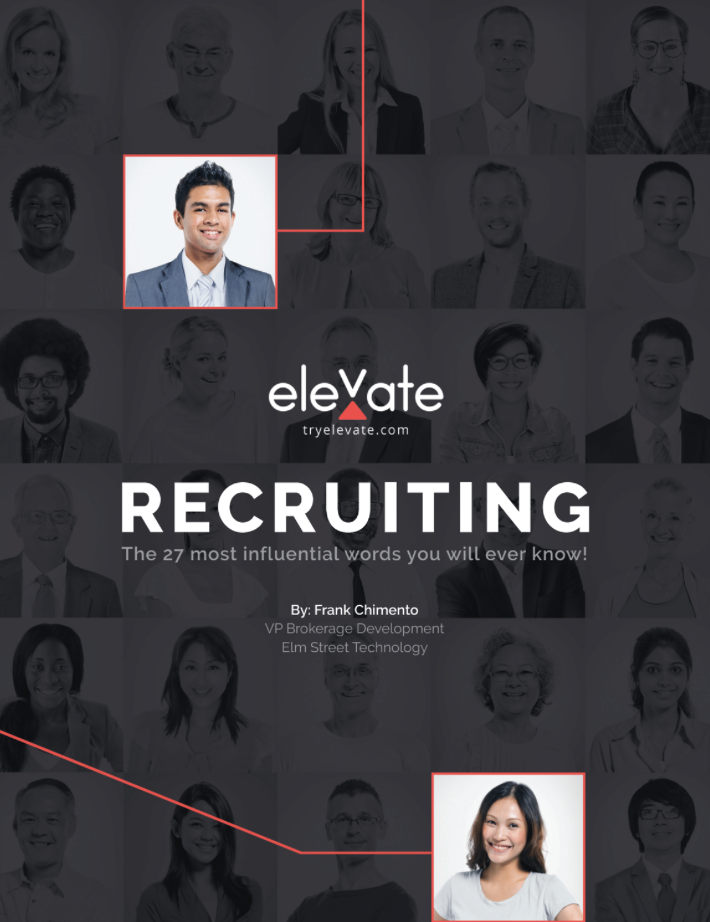 elevate
tryelevate.com
RECRUITING
The 27 most influential words you will ever know!
By: Frank Chimento
VP Brokerage Development
Elm Street Technology